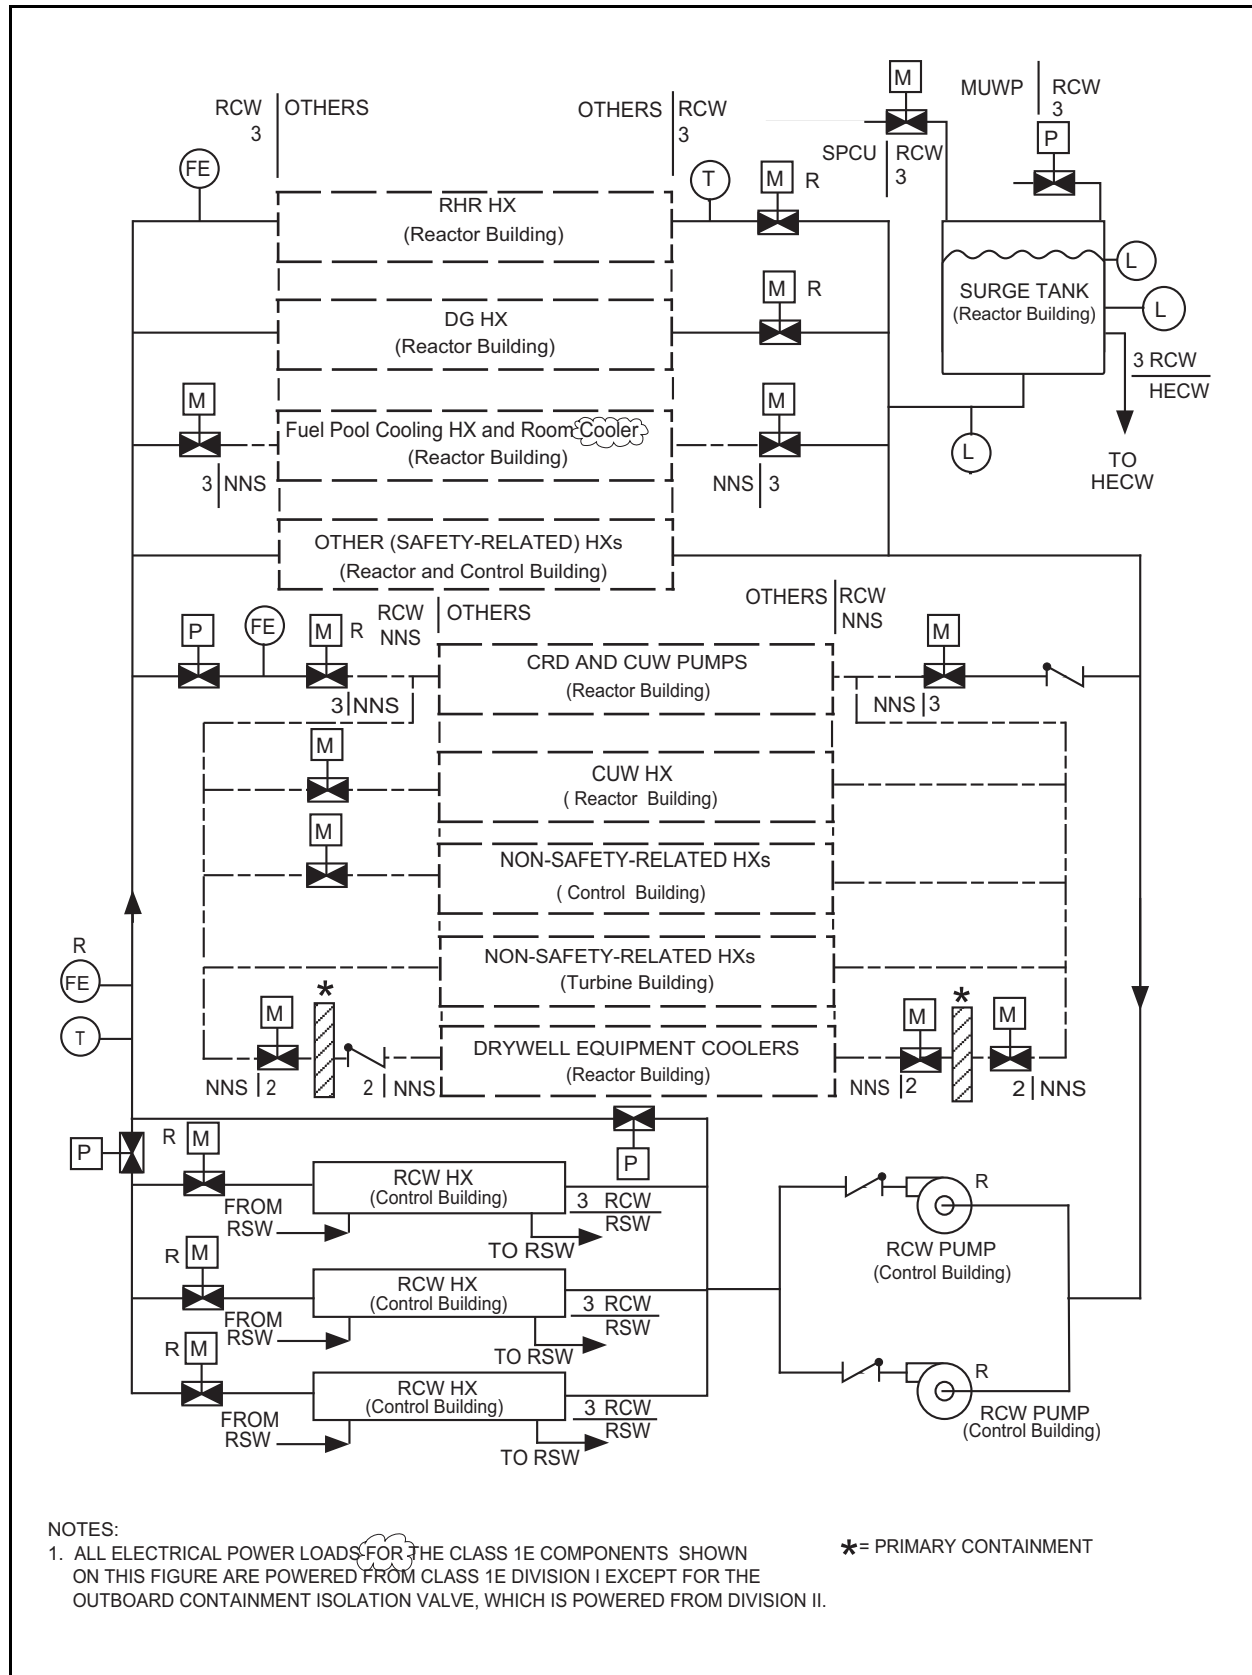 RCW
3
OTHERS
OTHERS
RCW
3
M
MUWP
RCW
3
P
SPCU
RCW
3
FE
T
M
R
RHR HX
(Reactor Building)
M
R
DG HX
(Reactor Building)
SURGE TANK
(Reactor Building)
L
L
3 RCW
HECW
TO
HECW
L
M
M
Fuel Pool Cooling HX and Room Cooler
(Reactor Building)
3
NNS
NNS
3
OTHER (SAFETY-RELATED) HXs
(Reactor and Control Building)
RCW
NNS
OTHERS
OTHERS
RCW
NNS
P
FE
M
R
M
CRD AND CUW PUMPS
(Reactor Building)
3
NNS
NNS
3
M
CUW HX
( Reactor Building)
M
NON-SAFETY-RELATED HXs
( Control Building)
R
FE
T
NON-SAFETY-RELATED HXs
(Turbine Building)
*
*
M
M
M
DRYWELL EQUIPMENT COOLERS
(Reactor Building)
NNS
2
2
NNS
NNS
2
2
NNS
P
P
R
M
RCW HX
(Control Building)
FROM
RSW
TO RSW
3 RCW
RSW
R
RCW PUMP
(Control Building)
R
M
RCW HX
(Control Building)
FROM
RSW
TO RSW
3 RCW
RSW
R
M
RCW HX
(Control Building)
FROM
RSW
TO RSW
3 RCW
RSW
R
RCW PUMP
(Control Building)
NOTES:
1. ALL ELECTRICAL POWER LOADS FOR THE CLASS 1E COMPONENTS SHOWN
ON THIS FIGURE ARE POWERED FROM CLASS 1E DIVISION I EXCEPT FOR THE
OUTBOARD CONTAINMENT ISOLATION VALVE, WHICH IS POWERED FROM DIVISION II.
*= PRIMARY CONTAINMENT